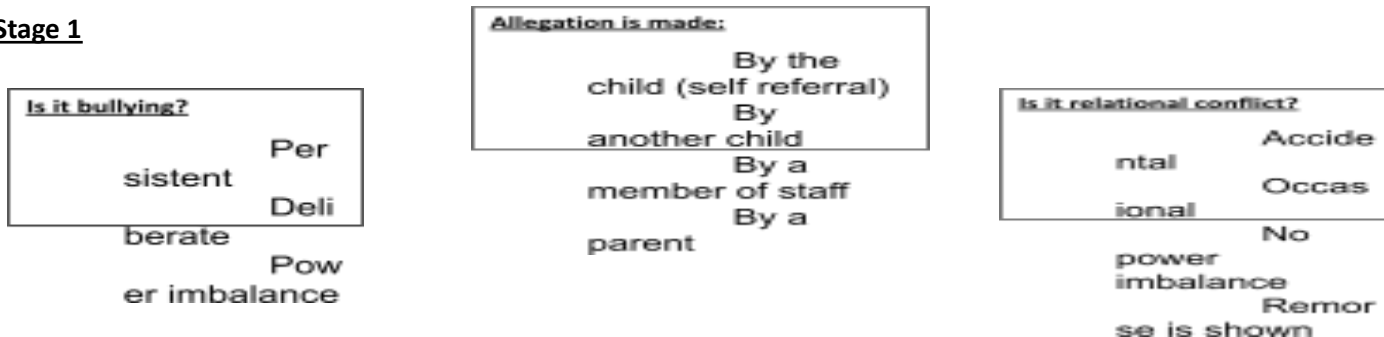 Stage 1
Allegation is made:
By the
child (self referral)
By
another child
By a
member of staff
By a
parent
Is it bullying?
Per
sistent
Deli
berate
Pow
er imbalance
Is it relational conflict?
Accide
ntal
Occas
ional
No
power
imbalance
Remor
se is shown